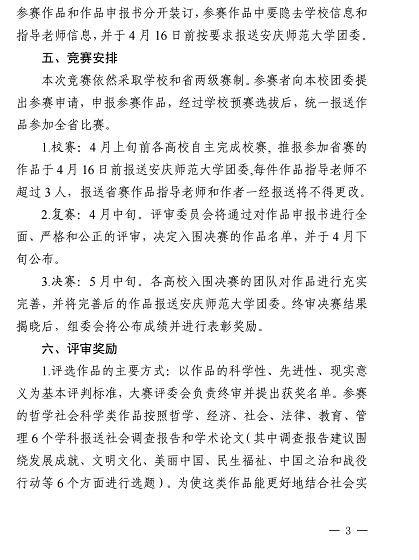 参赛作品和作品申报书分开装订，参赛作品中要隐去学校信息和
指导老师信息，并于 4 月 16 日前按要求报送安庆师范大学团委。
五、竞赛安排
本次竞赛依然采取学校和省两级赛制。参赛者向本校团委提
出参赛申请，申报参赛作品，经过学校预赛选拔后，统一报送作
品参加全省比赛。
1.校赛：4 月上旬前各高校自主完成校赛，推报参加省赛的
作品于 4 月 16 日前报送安庆师范大学团委,每件作品指导老师不
超过 3 人，报送省赛作品指导老师和作者一经报送将不得更改。
2.复赛：4 月中旬。评审委员会将通过对作品申报书进行全
面、严格和公正的评审，决定入围决赛的作品名单，并于 4 月下
旬公布。
3.决赛：5 月中旬。各高校入围决赛的团队对作品进行充实
完善，并将完善后的作品报送安庆师范大学团委。终审决赛结果
揭晓后，组委会将公布成绩并进行表彰奖励。
六、评审奖励
1.评选作品的主要方式：以作品的科学性、先进性、现实意
义为基本评判标准，大赛评委会负责终审并提出获奖名单。参赛
的哲学社会科学类作品按照哲学、经济、社会、法律、教育、管
理 6 个学科报送社会调查报告和学术论文（其中调查报告建议围
绕发展成就、文明文化、美丽中国、民生福祉、中国之治和战役
行动等 6 个方面进行选题）。为使这类作品能更好地结合社会实
— 3 —